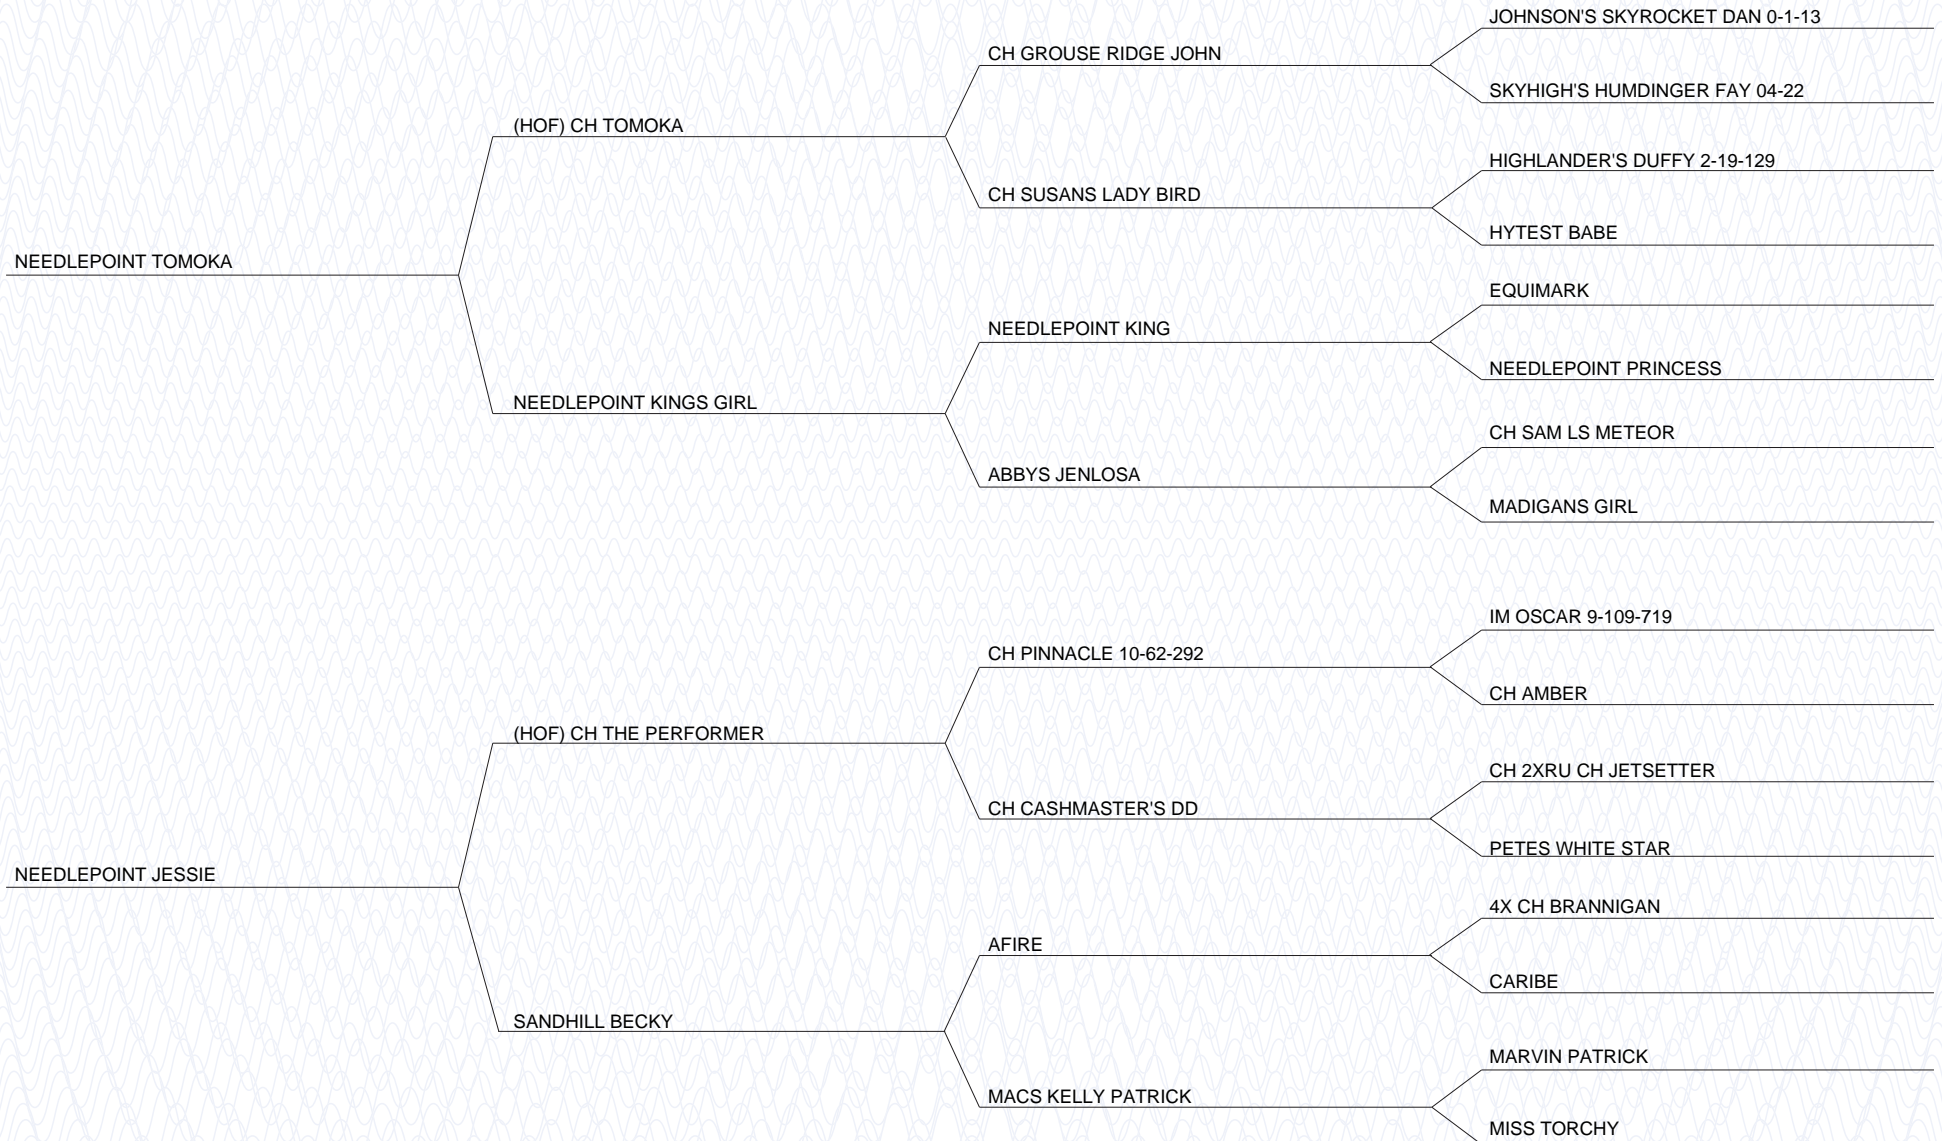 JOHNSON'S SKYROCKET DAN 0-1-13
CH GROUSE RIDGE JOHN
SKYHIGH'S HUMDINGER FAY 04-22
(HOF) CH TOMOKA
HIGHLANDER'S DUFFY 2-19-129
CH SUSANS LADY BIRD
HYTEST BABE
NEEDLEPOINT TOMOKA
EQUIMARK
NEEDLEPOINT KING
NEEDLEPOINT PRINCESS
NEEDLEPOINT KINGS GIRL
CH SAM LS METEOR
ABBYS JENLOSA
MADIGANS GIRL
IM OSCAR 9-109-719
CH PINNACLE 10-62-292
CH AMBER
(HOF) CH THE PERFORMER
CH 2XRU CH JETSETTER
CH CASHMASTER'S DD
PETES WHITE STAR
NEEDLEPOINT JESSIE
4X CH BRANNIGAN
AFIRE
CARIBE
SANDHILL BECKY
MARVIN PATRICK
MACS KELLY PATRICK
MISS TORCHY